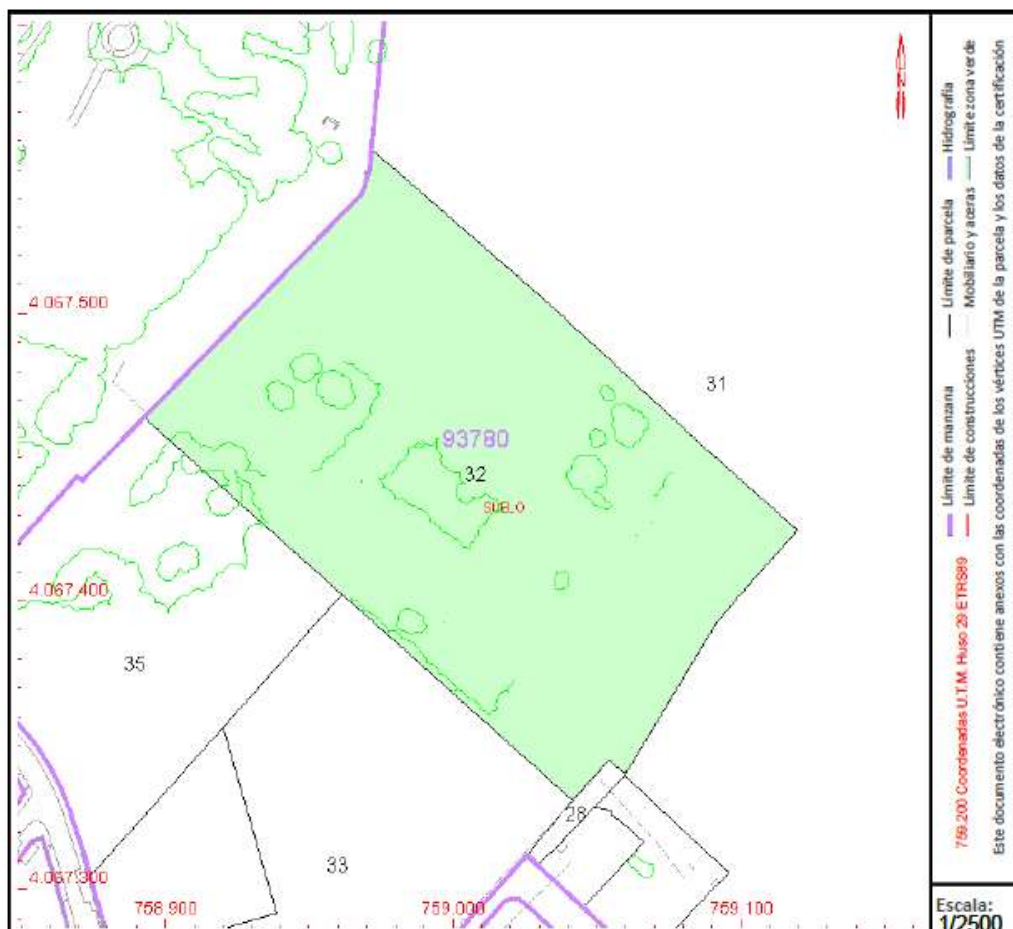 4.067.500
31
93780
32
SUELO
4.067.400
35
28
33
4.067.300
758.900
759.000
759.100
Límite de manzana
Límite de parcela
Hidrografía
Límite de construcciones
Mobiliario y aceras
Límite zona verde
759.200 Coordenadas U.T.M. Huso 29 ETRS89
Este documento electrónico contiene anexos con las coordenadas de los vértices UTM de la parcela y los datos de la certificación
Escala:
1/2500